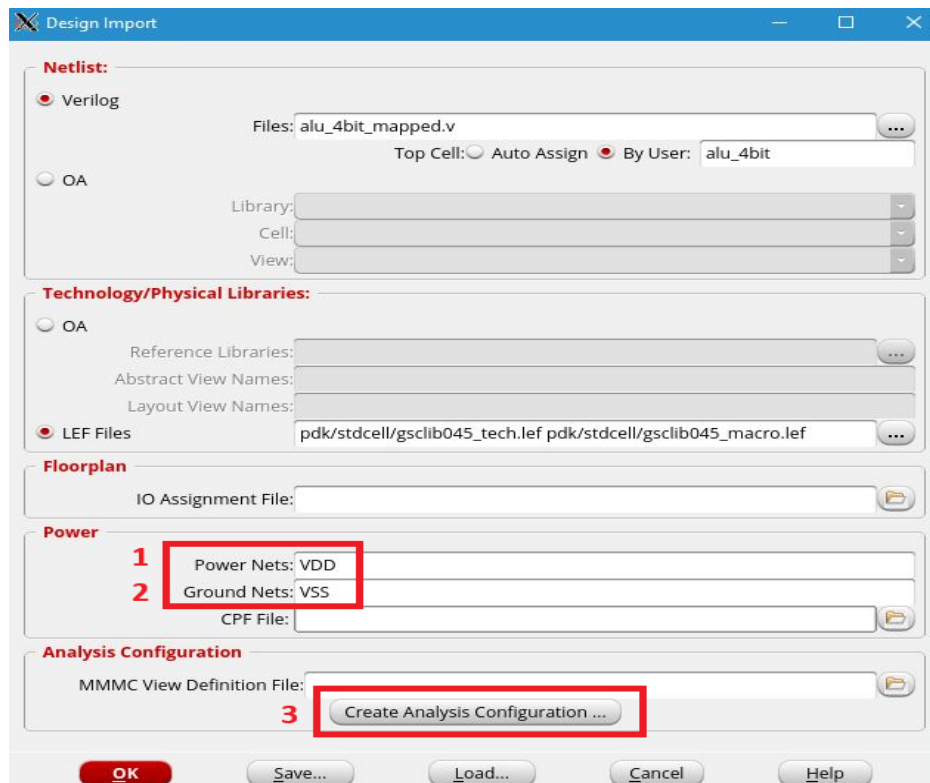 Design Import
Netlist:
Verilog
Files: alu_4bit_mapped.v ...
Top Cell: Auto Assign By User: alu_4bit
OA
Library:
Cell:
View:
Technology/Physical Libraries:
OA
Reference Libraries: ...
Abstract View Names:
Layout View Names:
LEF Files pdk/stdcell/gsclib045_tech.lef pdk/stdcell/gsclib045_macro.lef ...
Floorplan
IO Assignment File:
Power
1 Power Nets: VDD
2 Ground Nets: VSS
CPF File:
Analysis Configuration
MMMC View Definition File:
3 Create Analysis Configuration ...
OK Save... Load... Cancel Help